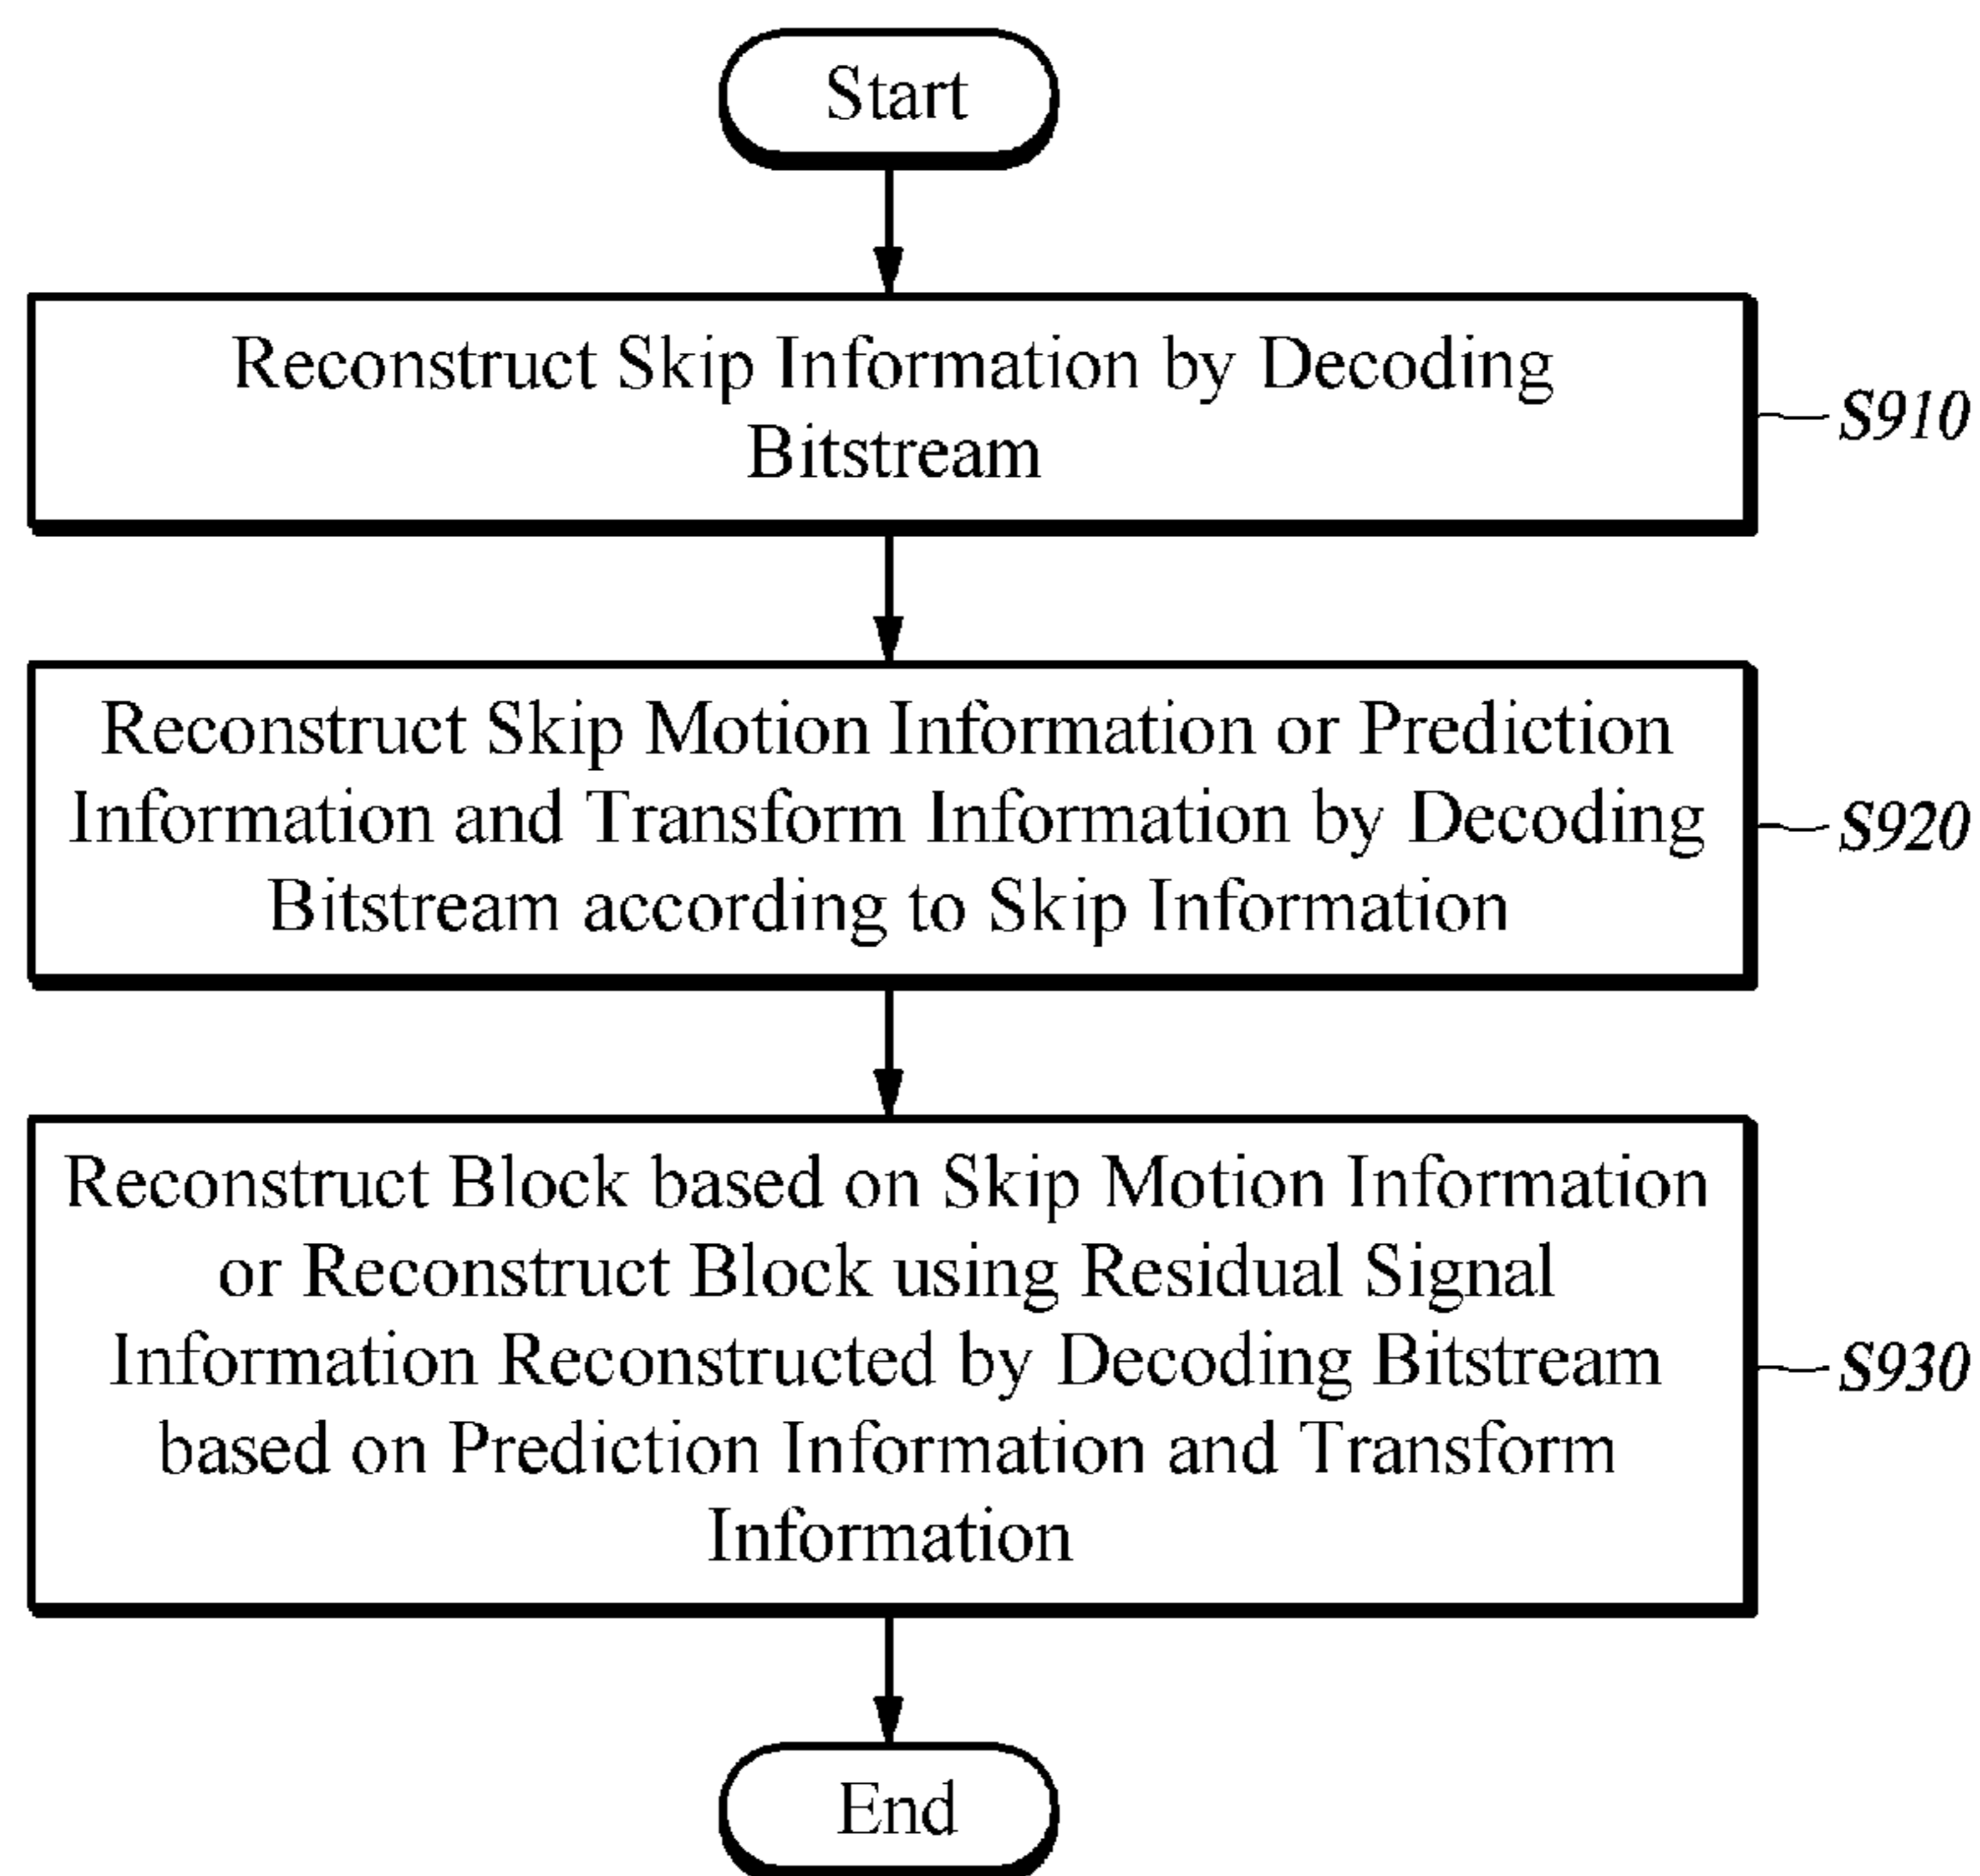 Start
Reconstruct Skip Information by Decoding
Bitstream
S910
Reconstruct Skip Motion Information or Prediction
Information and Transform Information by Decoding
Bitstream according to Skip Information
S920
Reconstruct Block based on Skip Motion Information
or Reconstruct Block using Residual Signal
Information Reconstructed by Decoding Bitstream
based on Prediction Information and Transform
Information
S930
End